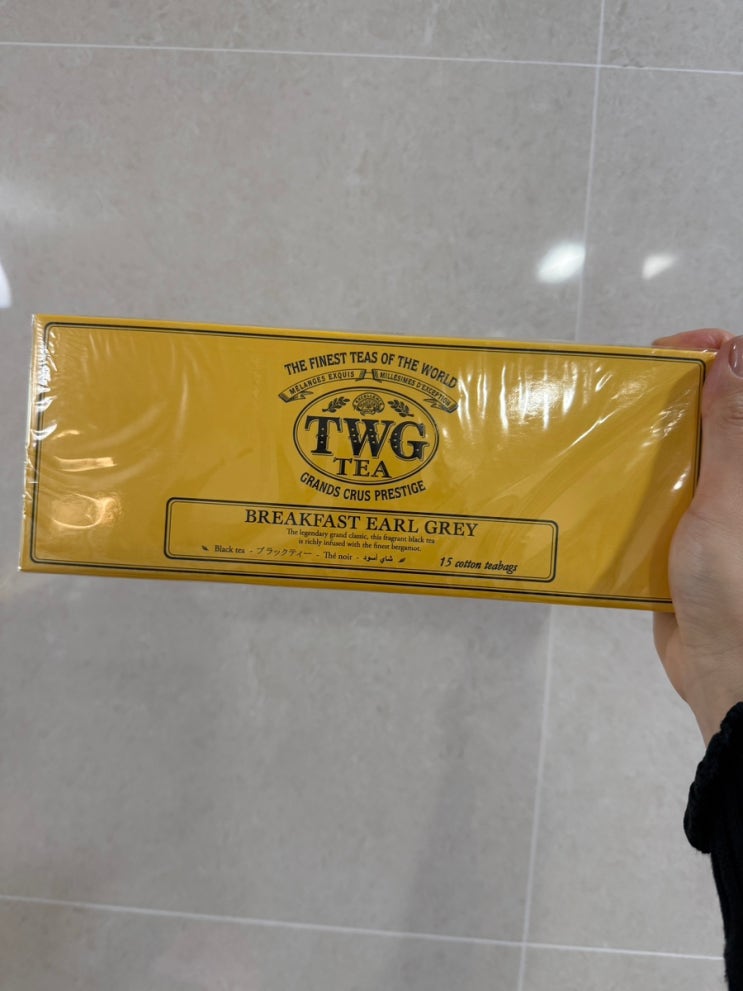 THE FINEST TEAS OF THE WORLD
MÉLANGES EXQUIS MILLÉSIMES D'EXCEPTION
TWG
TEA
GRANDS CRUS PRESTIGE
BREAKFAST EARL GREY
The legendary grand classic, this fragrant black tea
is richly infused with the finest bergamot.
Black tea - ブラックティー - Thé noir - شاي أسود
15 cotton teabags